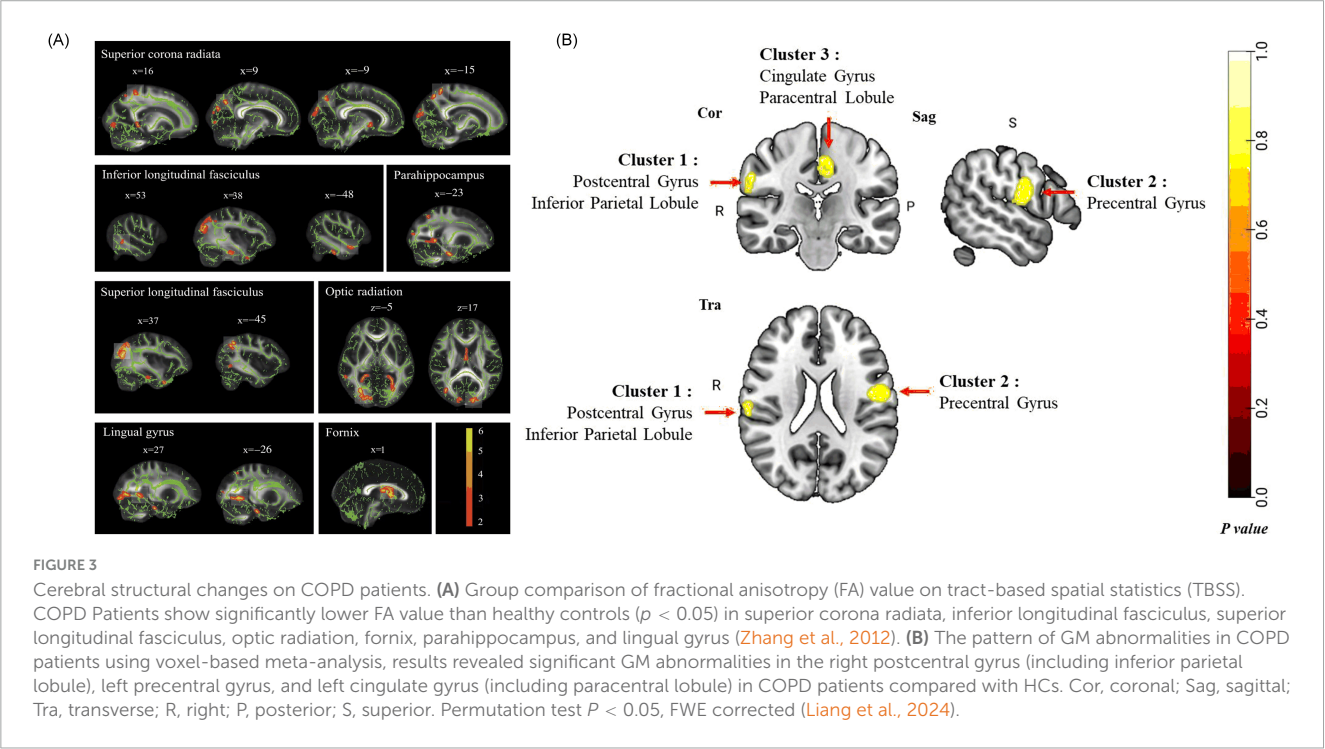 (A)
Superior corona radiata
x=16
x=9
x=−9
x=−15
Inferior longitudinal fasciculus
x=53
x=38
x=−48
Parahippocampus
x=−23
Superior longitudinal fasciculus
x=37
x=−45
Optic radiation
z=−5
z=17
Lingual gyrus
x=27
x=−26
Fornix
x=1
6
5
4
3
2
(B)
Cluster 3 :
Cingulate Gyrus
Paracentral Lobule
Cor
Sag
S
Cluster 1 :
Postcentral Gyrus
Inferior Parietal Lobule
R
P
Cluster 2 :
Precentral Gyrus
Tra
R
Cluster 1 :
Postcentral Gyrus
Inferior Parietal Lobule
Cluster 2 :
Precentral Gyrus
1.0
0.8
0.6
0.4
0.2
0.0
P value
FIGURE 3
Cerebral structural changes on COPD patients. (A) Group comparison of fractional anisotropy (FA) value on tract-based spatial statistics (TBSS).
COPD Patients show significantly lower FA value than healthy controls (p < 0.05) in superior corona radiata, inferior longitudinal fasciculus, superior
longitudinal fasciculus, optic radiation, fornix, parahippocampus, and lingual gyrus (Zhang et al., 2012). (B) The pattern of GM abnormalities in COPD
patients using voxel-based meta-analysis, results revealed significant GM abnormalities in the right postcentral gyrus (including inferior parietal
lobule), left precentral gyrus, and left cingulate gyrus (including paracentral lobule) in COPD patients compared with HCs. Cor, coronal; Sag, sagittal;
Tra, transverse; R, right; P, posterior; S, superior. Permutation test P < 0.05, FWE corrected (Liang et al., 2024).